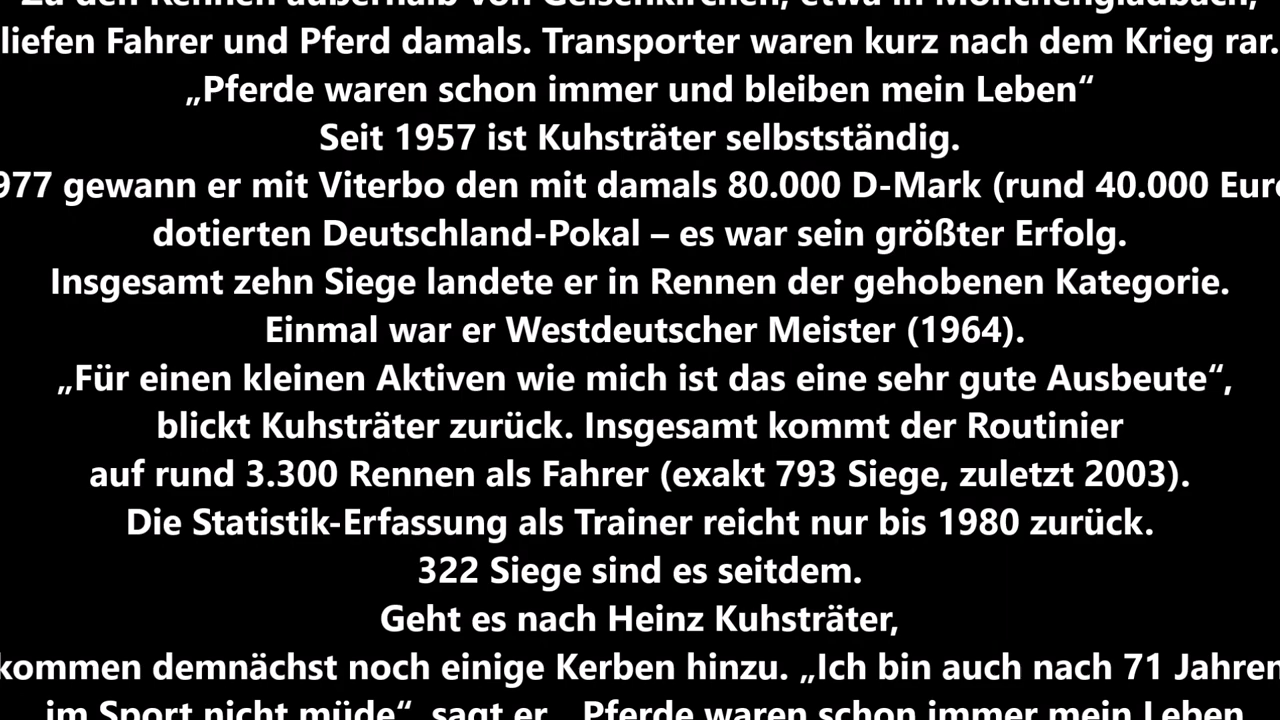 Zu den Rennen außerhalb von Gelsenkirchen, etwa in Mönchengladbach,
liefen Fahrer und Pferd damals. Transporter waren kurz nach dem Krieg rar.
„Pferde waren schon immer und bleiben mein Leben“
Seit 1957 ist Kuhsträter selbstständig.
977 gewann er mit Viterbo den mit damals 80.000 D-Mark (rund 40.000 Euro
dotierten Deutschland-Pokal – es war sein größter Erfolg.
Insgesamt zehn Siege landete er in Rennen der gehobenen Kategorie.
Einmal war er Westdeutscher Meister (1964).
„Für einen kleinen Aktiven wie mich ist das eine sehr gute Ausbeute“,
blickt Kuhsträter zurück. Insgesamt kommt der Routinier
auf rund 3.300 Rennen als Fahrer (exakt 793 Siege, zuletzt 2003).
Die Statistik-Erfassung als Trainer reicht nur bis 1980 zurück.
322 Siege sind es seitdem.
Geht es nach Heinz Kuhsträter,
kommen demnächst noch einige Kerben hinzu. „Ich bin auch nach 71 Jahren
im Sport nicht müde“, sagt er. „Pferde waren schon immer mein Leben